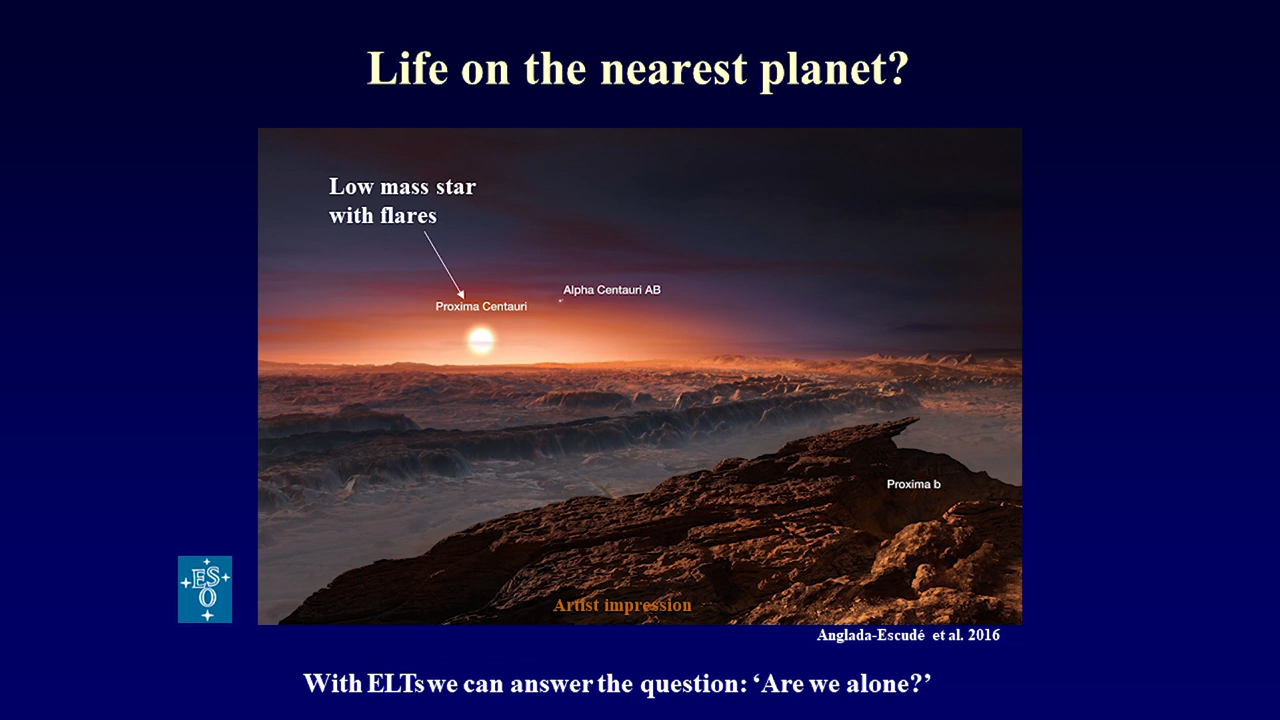 Life on the nearest planet?
Low mass star
with flares
Alpha Centauri AB
Proxima Centauri
Proxima b
ESO
Artist impression
Anglada-Escudé et al. 2016
With ELTs we can answer the question: ‘Are we alone?’